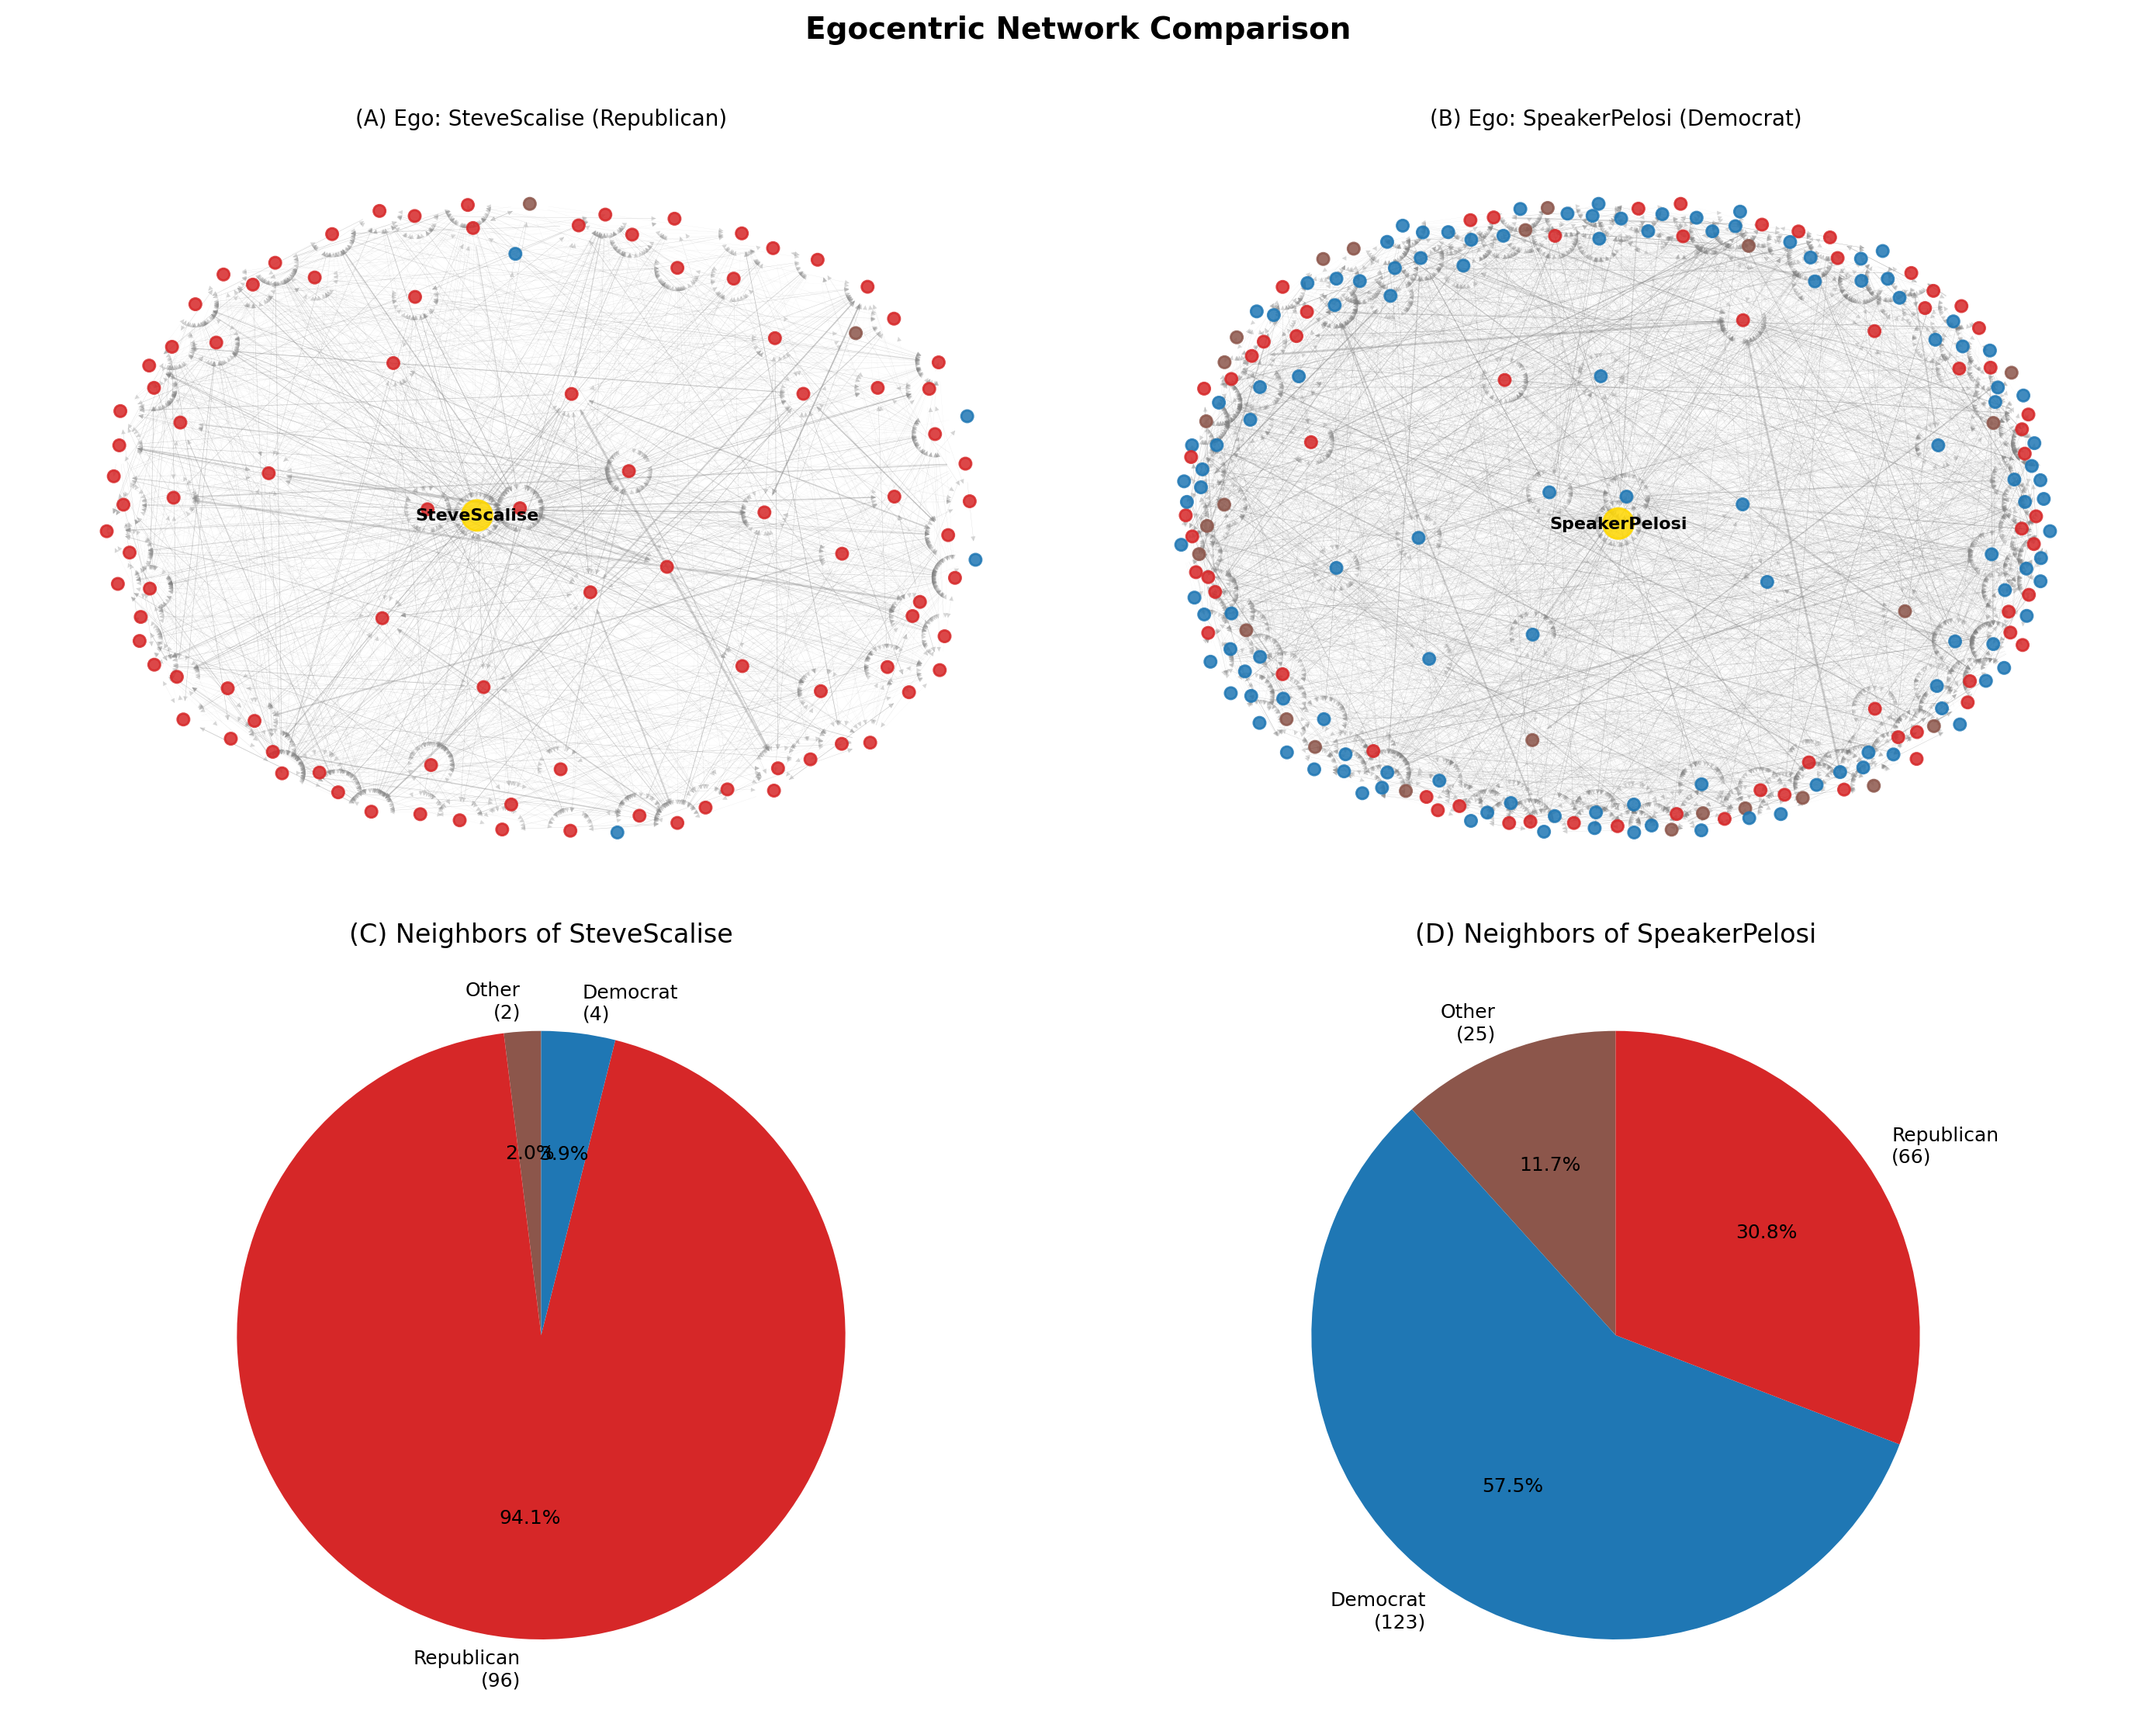 Egocentric Network Comparison
(A) Ego: SteveScalise (Republican)
(B) Ego: SpeakerPelosi (Democrat)
SteveScalise
SpeakerPelosi
(C) Neighbors of SteveScalise
(D) Neighbors of SpeakerPelosi
Other
(2)
Democrat
(4)
2.0%
3.9%
94.1%
Republican
(96)
Other
(25)
Republican
(66)
11.7%
30.8%
57.5%
Democrat
(123)